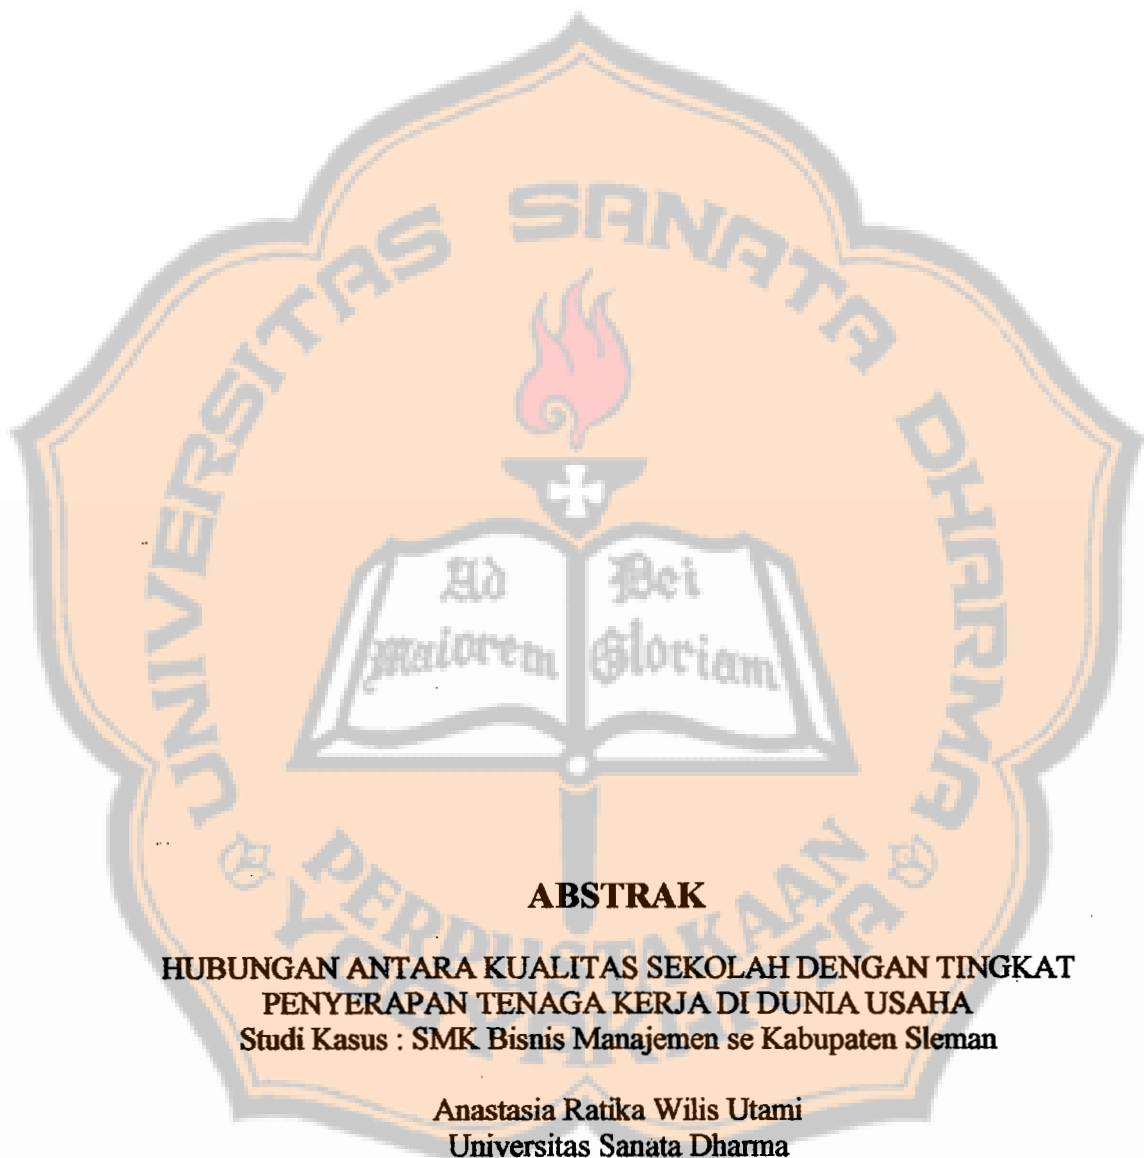 UNIVERSITAS SANATA DHARMA
Ad Dei
Maiorem Gloriam
PERPUSTAKAAN
YOGYAKARTA
ABSTRAK
HUBUNGAN ANTARA KUALITAS SEKOLAH DENGAN TINGKAT
PENYERAPAN TENAGA KERJA DI DUNIA USAHA
Studi Kasus : SMK Bisnis Manajemen se Kabupaten Sleman
Anastasia Ratika Wilis Utami
Universitas Sanata Dharma